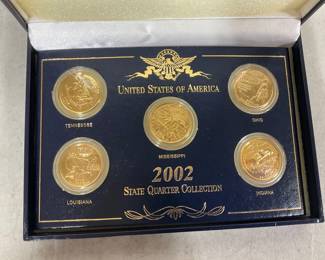 UNITED STATES OF AMERICA
TENNESSEE
OHIO
MISSISSIPPI
LOUISIANA
INDIANA
2002
STATE QUARTER COLLECTION